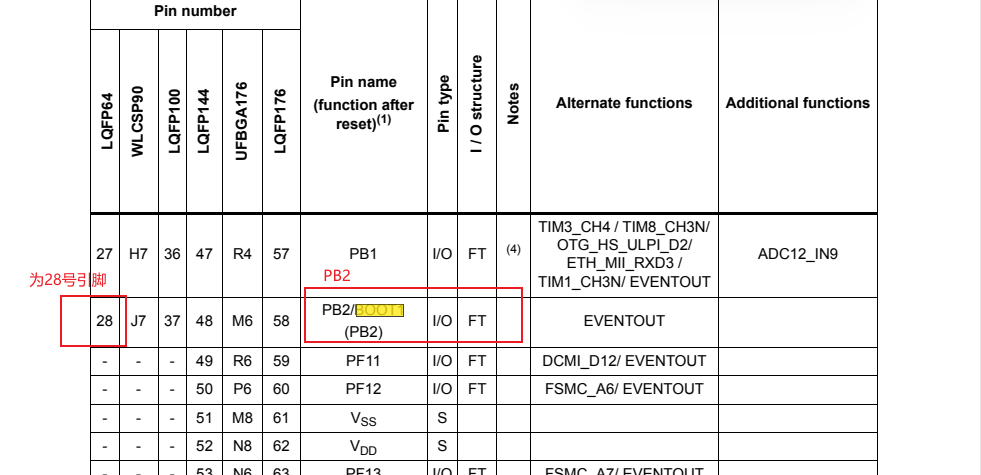 Pin number
LQFP64
WLCSP90
LQFP100
LQFP144
UFBGA176
LQFP176
Pin name
(function after
reset)(1)
Pin type
I / O structure
Notes
Alternate functions
Additional functions
27 H7 36 47 R4 57 PB1 I/O FT (4) TIM3_CH4 / TIM8_CH3N/
OTG_HS_ULPI_D2/
ETH_MII_RXD3 /
TIM1_CH3N/ EVENTOUT
ADC12_IN9
为28号引脚
PB2
28 J7 37 48 M6 58 PB2/BOOT1
(PB2)
I/O FT EVENTOUT
- - - 49 R6 59 PF11 I/O FT DCMI_D12/ EVENTOUT
- - - 50 P6 60 PF12 I/O FT FSMC_A6/ EVENTOUT
- - - 51 M8 61 VSS S
- - - 52 N8 62 VDD S
- - - 53 N6 63 PF13 I/O FT FSMC_A7/ EVENTOUT